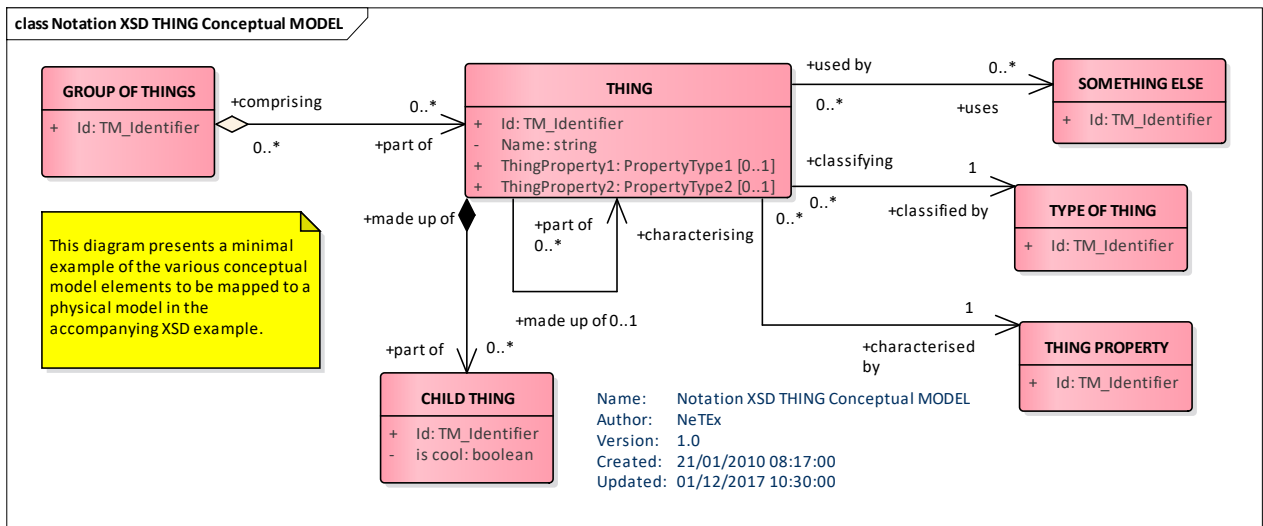 class Notation XSD THING Conceptual MODEL
GROUP OF THINGS
+ Id: TM_Identifier
+comprising
0..*
0..*
+part of
THING
+ Id: TM_Identifier
- Name: string
+ ThingProperty1: PropertyType1 [0..1]
+ ThingProperty2: PropertyType2 [0..1]
+used by
0..*
0..*
+uses
SOMETHING ELSE
+ Id: TM_Identifier
+classifying
0..*
1
+classified by
TYPE OF THING
+ Id: TM_Identifier
This diagram presents a minimal
example of the various conceptual
model elements to be mapped to a
physical model in the
accompanying XSD example.
+made up of
+part of
0..*
+characterising
0..*
+made up of 0..1
1
+characterised
by
THING PROPERTY
+ Id: TM_Identifier
+part of
0..*
CHILD THING
+ Id: TM_Identifier
- is cool: boolean
Name: Notation XSD THING Conceptual MODEL
Author: NeTEx
Version: 1.0
Created: 21/01/2010 08:17:00
Updated: 01/12/2017 10:30:00